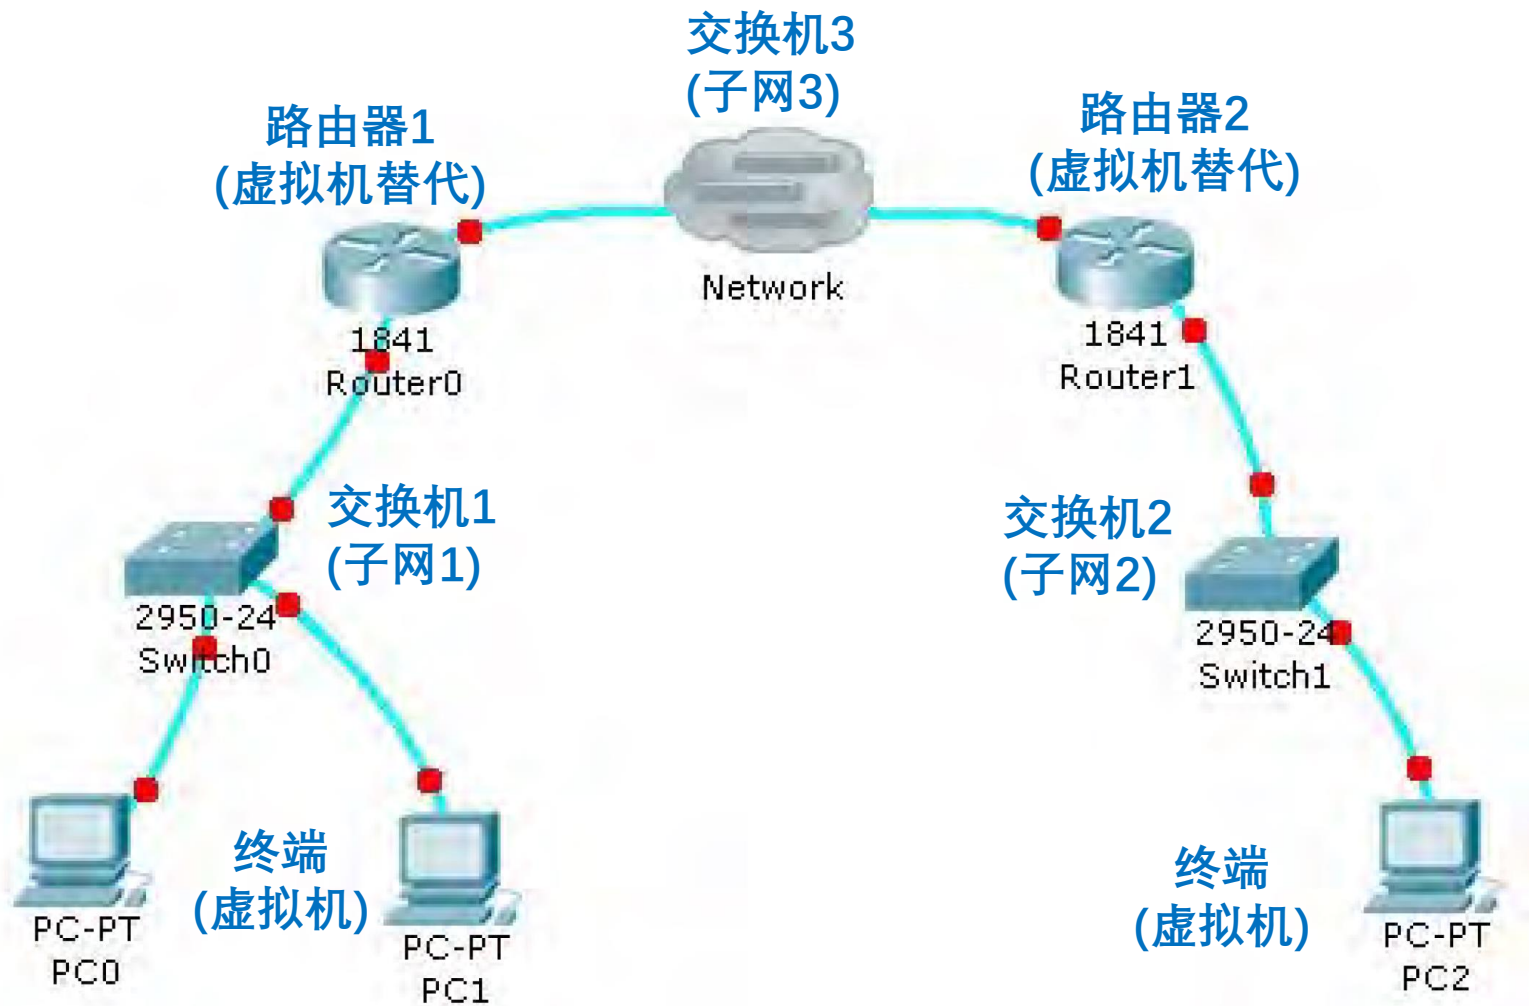 交换机3
(子网3)
路由器1
(虚拟机替代)
路由器2
(虚拟机替代)
Network
1841
Router0
1841
Router1
交换机1
(子网1)
交换机2
(子网2)
2950-24
Switch0
2950-24
Switch1
终端
(虚拟机)
终端
(虚拟机)
PC-PT
PC0
PC-PT
PC1
PC-PT
PC2